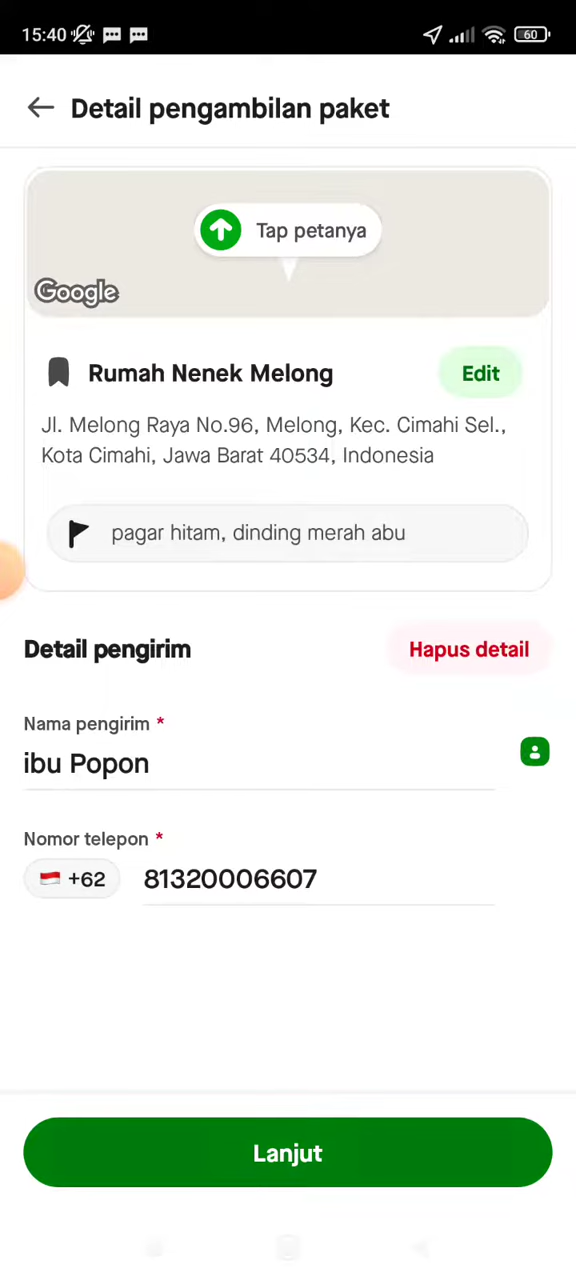 15:40
60
Detail pengambilan paket
Tap petanya
Google
Rumah Nenek Melong
Edit
Jl. Melong Raya No.96, Melong, Kec. Cimahi Sel.,
Kota Cimahi, Jawa Barat 40534, Indonesia
pagar hitam, dinding merah abu
Detail pengirim
Hapus detail
Nama pengirim *
ibu Popon
Nomor telepon *
+62
81320006607
Lanjut